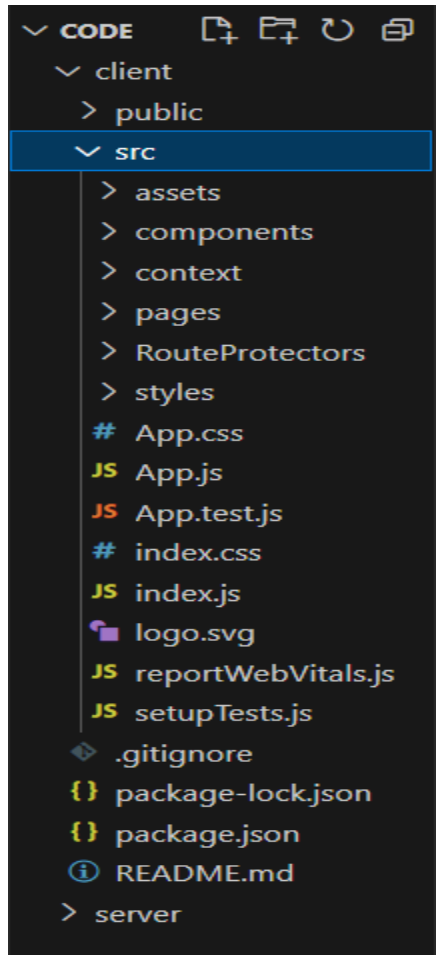 CODE
client
public
src
assets
components
context
pages
RouteProtectors
styles
# App.css
JS App.js
JS App.test.js
# index.css
JS index.js
logo.svg
JS reportWebVitals.js
JS setupTests.js
.gitignore
{} package-lock.json
{} package.json
README.md
server